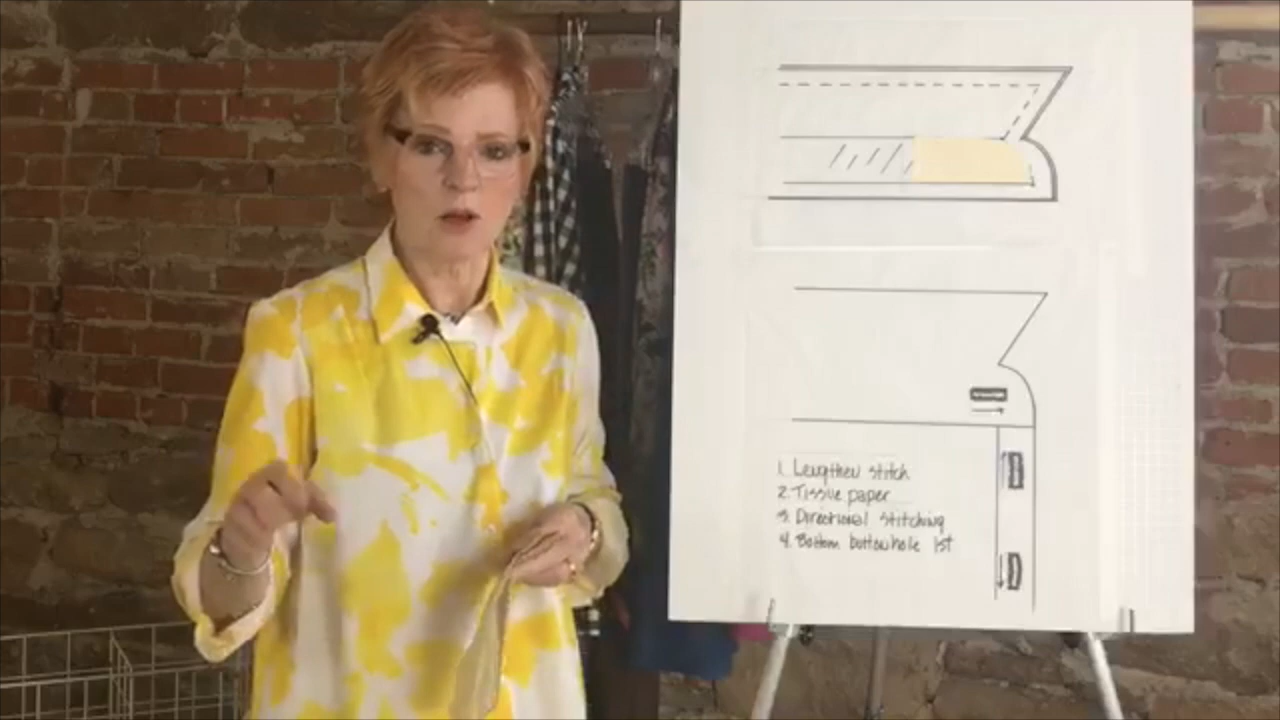 1. Lengthen stitch
2. Tissue paper
3. Directional stitching
4. Bottom buttonhole 1st